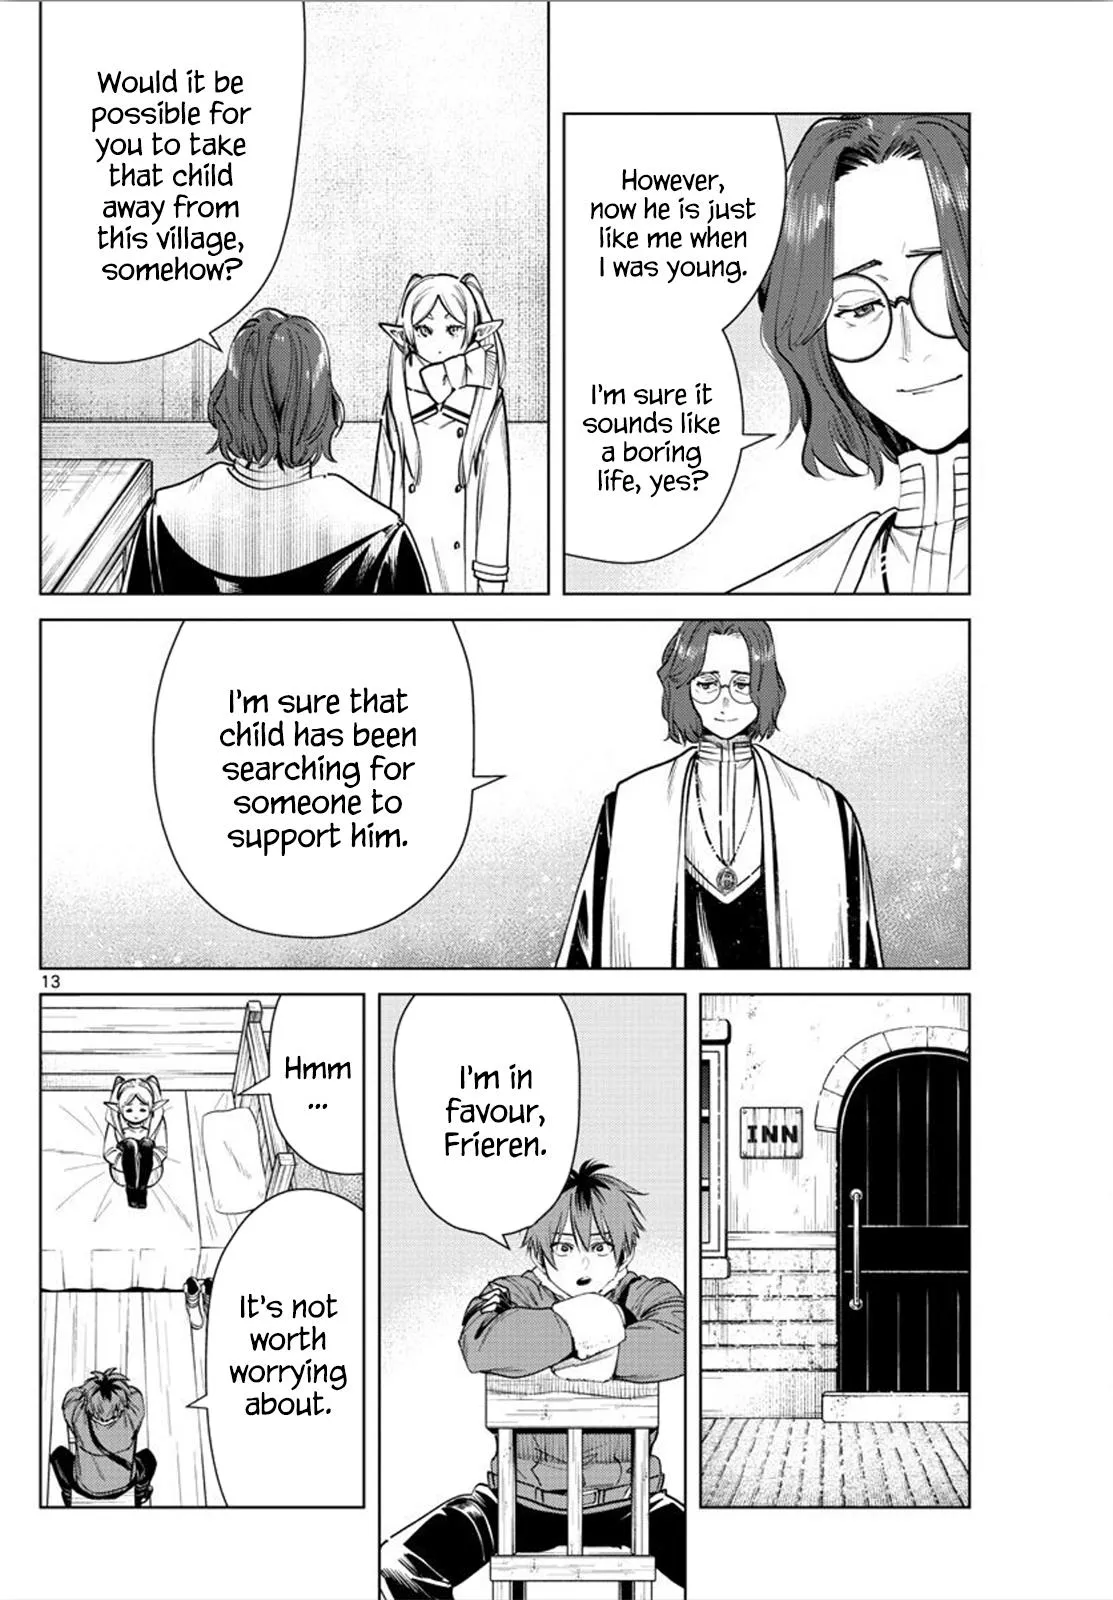 However,
now he is just
like me when
I was young.
I'm sure it
sounds like
a boring
life, yes?
Would it be
possible for
you to take
that child
away from
this village,
somehow?
I'm sure that
child has been
searching for
someone to
support him.
13
INN
I'm in
favour,
Frieren.
Hmm
...
It's not
worth
worrying
about.